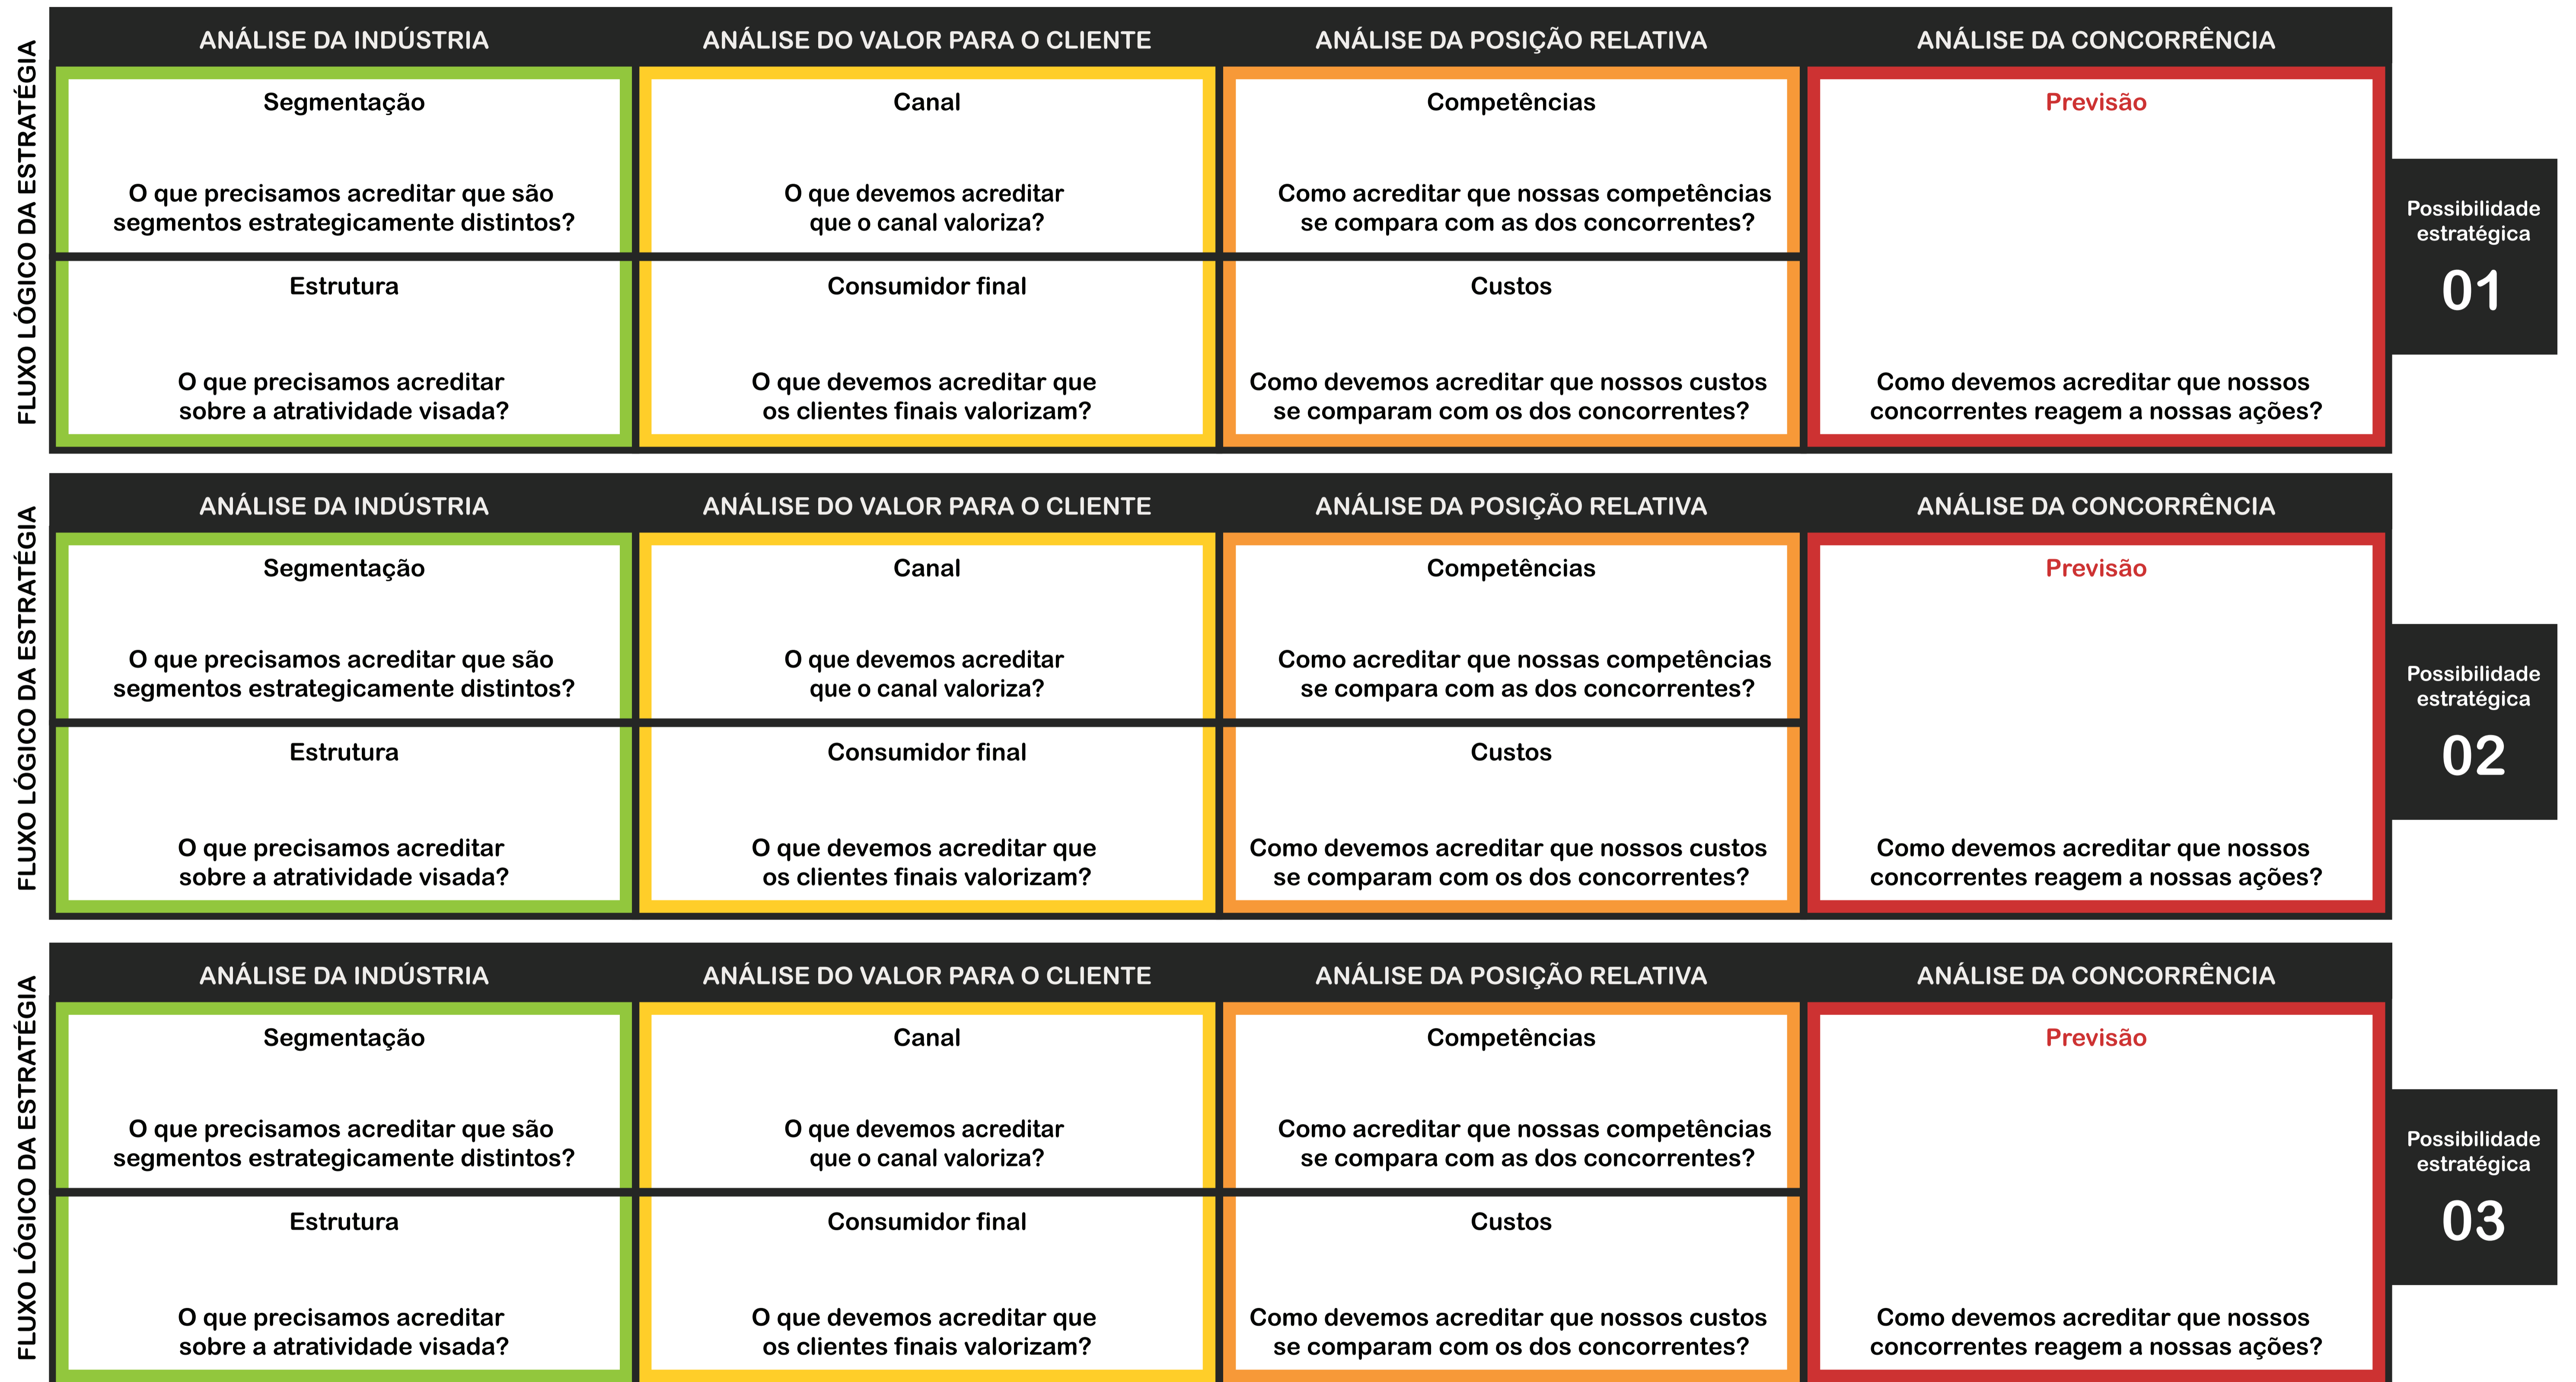 FLUXO LÓGICO DA ESTRATÉGIA
ANÁLISE DA INDÚSTRIA
ANÁLISE DO VALOR PARA O CLIENTE
ANÁLISE DA POSIÇÃO RELATIVA
ANÁLISE DA CONCORRÊNCIA
Segmentação
O que precisamos acreditar que são
segmentos estrategicamente distintos?
Canal
O que devemos acreditar
que o canal valoriza?
Competências
Como acreditar que nossas competências
se compara com as dos concorrentes?
Previsão
Como devemos acreditar que nossos
concorrentes reagem a nossas ações?
Estrutura
O que precisamos acreditar
sobre a atratividade visada?
Consumidor final
O que devemos acreditar que
os clientes finais valorizam?
Custos
Como devemos acreditar que nossos custos
se comparam com os dos concorrentes?
Possibilidade
estratégica
01
FLUXO LÓGICO DA ESTRATÉGIA
ANÁLISE DA INDÚSTRIA
ANÁLISE DO VALOR PARA O CLIENTE
ANÁLISE DA POSIÇÃO RELATIVA
ANÁLISE DA CONCORRÊNCIA
Segmentação
O que precisamos acreditar que são
segmentos estrategicamente distintos?
Canal
O que devemos acreditar
que o canal valoriza?
Competências
Como acreditar que nossas competências
se compara com as dos concorrentes?
Previsão
Como devemos acreditar que nossos
concorrentes reagem a nossas ações?
Estrutura
O que precisamos acreditar
sobre a atratividade visada?
Consumidor final
O que devemos acreditar que
os clientes finais valorizam?
Custos
Como devemos acreditar que nossos custos
se comparam com os dos concorrentes?
Possibilidade
estratégica
02
FLUXO LÓGICO DA ESTRATÉGIA
ANÁLISE DA INDÚSTRIA
ANÁLISE DO VALOR PARA O CLIENTE
ANÁLISE DA POSIÇÃO RELATIVA
ANÁLISE DA CONCORRÊNCIA
Segmentação
O que precisamos acreditar que são
segmentos estrategicamente distintos?
Canal
O que devemos acreditar
que o canal valoriza?
Competências
Como acreditar que nossas competências
se compara com as dos concorrentes?
Previsão
Como devemos acreditar que nossos
concorrentes reagem a nossas ações?
Estrutura
O que precisamos acreditar
sobre a atratividade visada?
Consumidor final
O que devemos acreditar que
os clientes finais valorizam?
Custos
Como devemos acreditar que nossos custos
se comparam com os dos concorrentes?
Possibilidade
estratégica
03